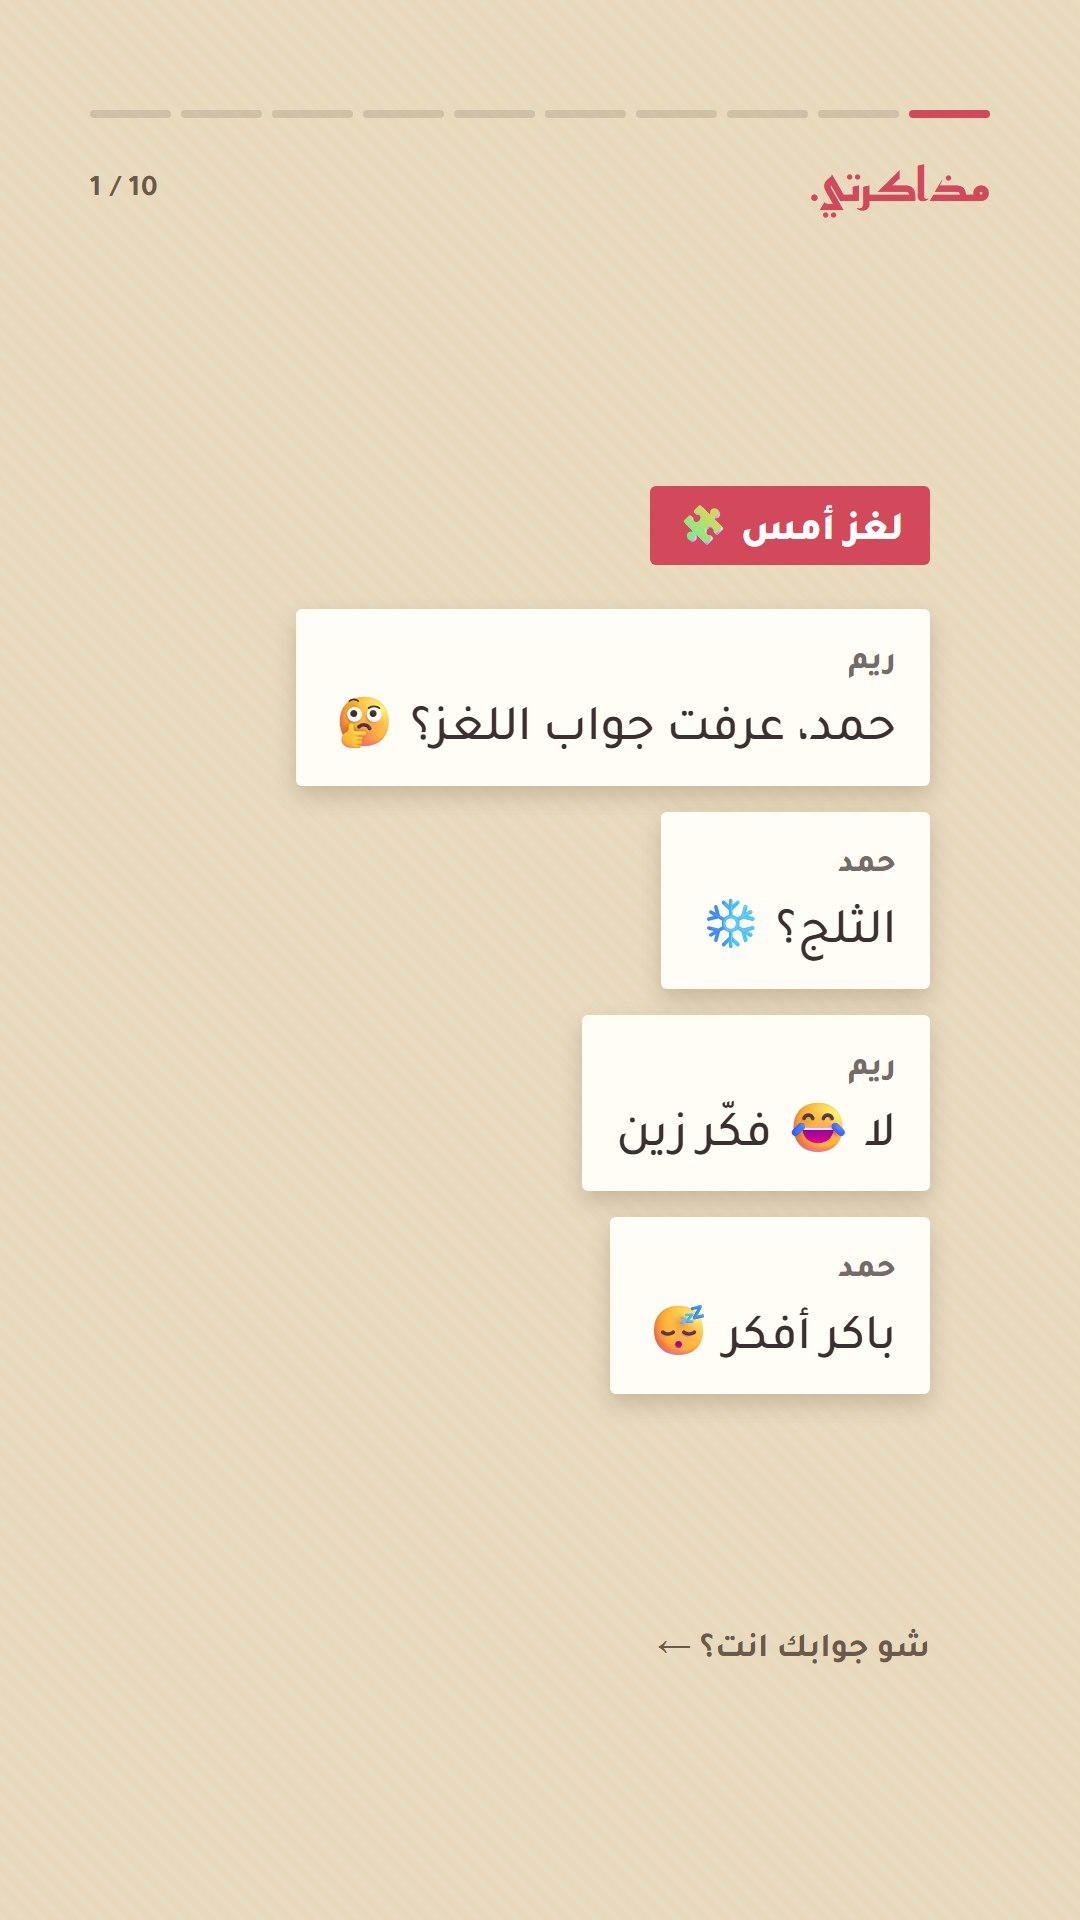 مذاكرتي.
1 / 10
لغز أمس 🧩
ريم
حمد، عرفت جواب اللغز؟ 🤔
حمد
الثلج؟ ❄️
ريم
لا 😂 فكّر زين
حمد
باكر أفكر 😴
شو جوابك انت؟ ←